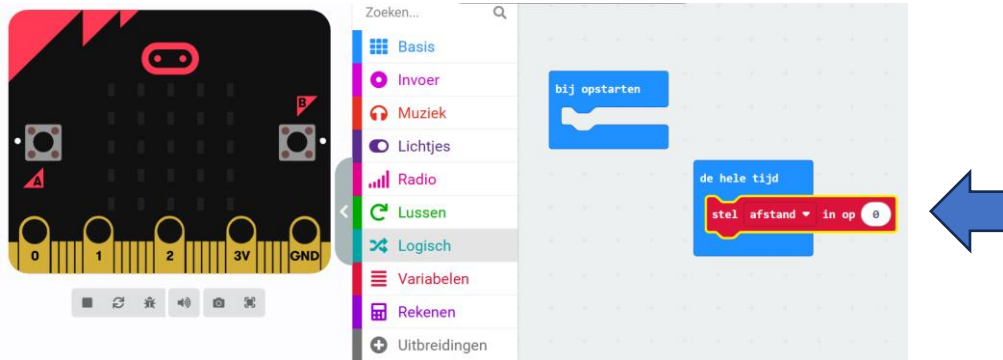 Zoeken...
Basis
Invoer
Muziek
Lichtjes
Radio
Lussen
Logisch
Variabelen
Rekenen
Uitbreidingen
B
A
0 1 2 3V GND
bij opstarten
de hele tijd
stel afstand in op 0